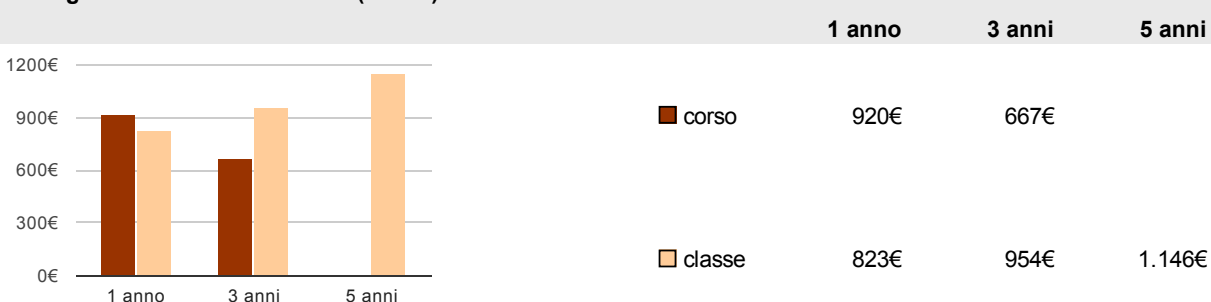 1 anno 3 anni 5 anni
1200€
900€
600€
300€
0€
1 anno 3 anni 5 anni
corso 920€ 667€
classe 823€ 954€ 1.146€